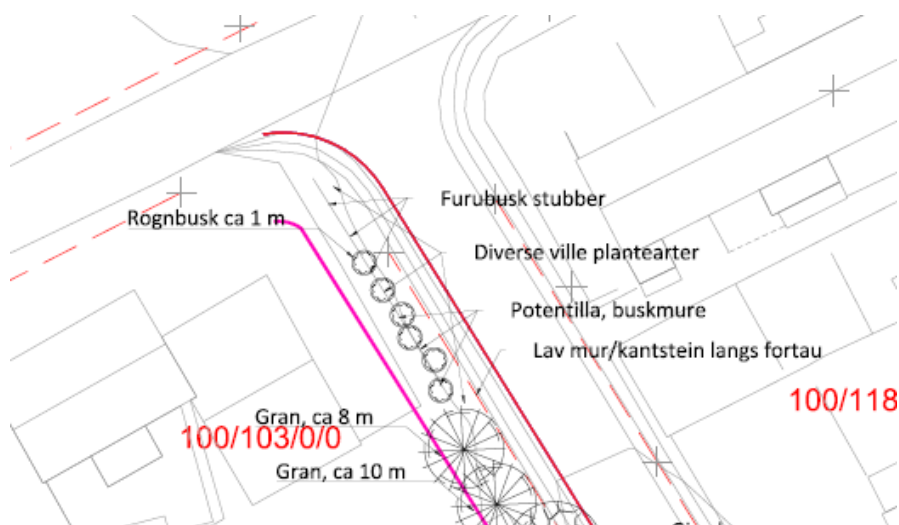 Furubusk stubber
Rognbusk ca 1 m
Diverse ville plantearter
Potentilla, buskmure
Lav mur/kantstein langs fortau
100/118
Gran, ca 8 m
100/103/0/0
Gran, ca 10 m